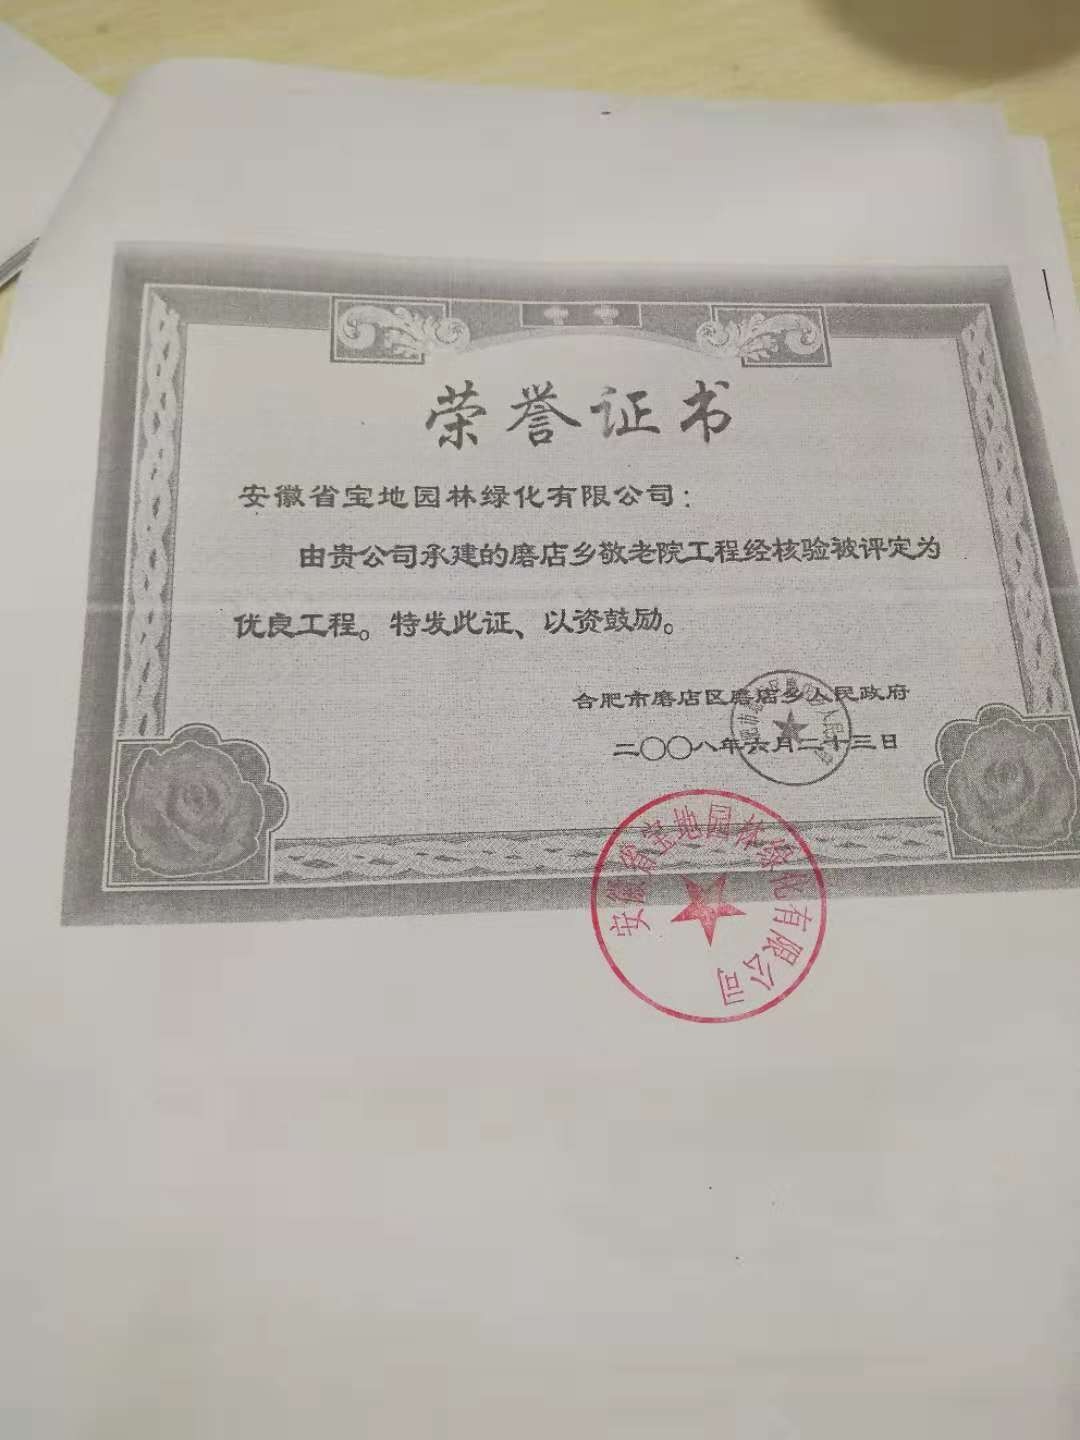 荣誉证书
安徽省宝地园林绿化有限公司：
由贵公司承建的磨店乡敬老院工程经核验被评定为
优良工程。特发此证、以资鼓励。
合肥市磨店区磨店乡人民政府
二〇〇八年六月二十三日
安徽省宝地园林绿化有限公司